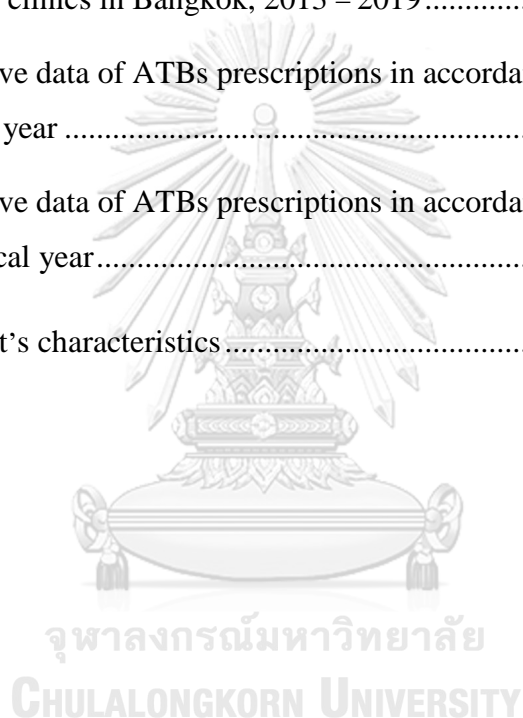 clinics in Bangkok, 2015 – 2019............
ve data of ATBs prescriptions in accorda
year ..................................................
ve data of ATBs prescriptions in accorda
cal year.............................................
t’s characteristics................................
จุฬาลงกรณ์มหาวิทยาลัย
CHULALONGKORN UNIVERSITY